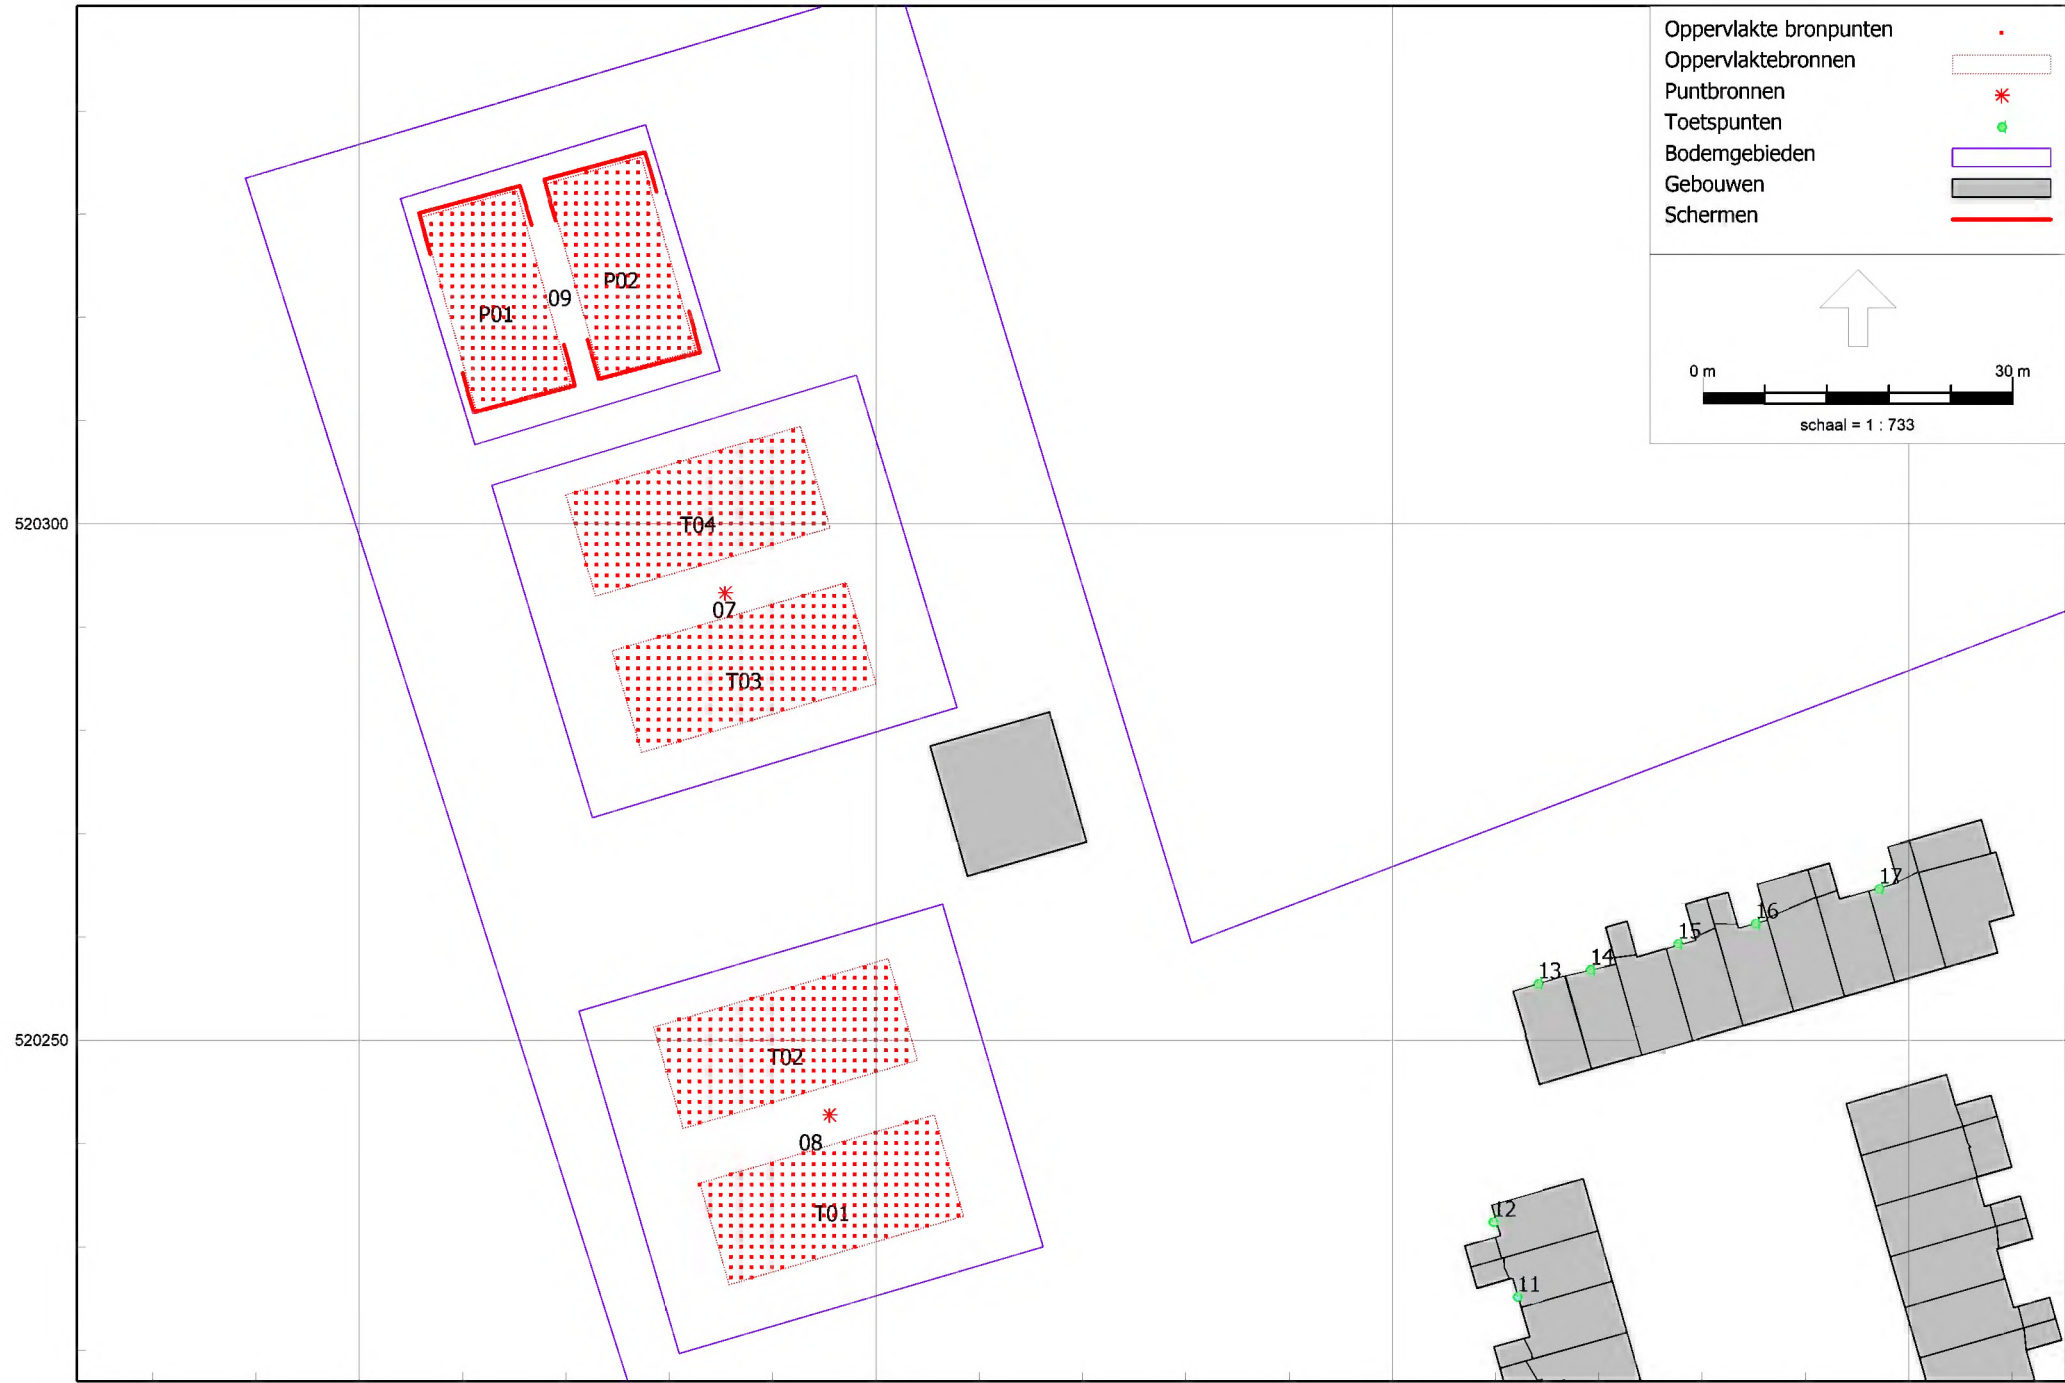 Oppervlakte bronpunten
Oppervlaktebronnen
Puntbronnen
Toetspunten
Bodemgebieden
Gebouwen
Schermen
0 m 30 m
schaal = 1 : 733
P02
09
P01
520300
T04
07
T03
17
16
15
14
13
520250
T02
08
T01
12
11